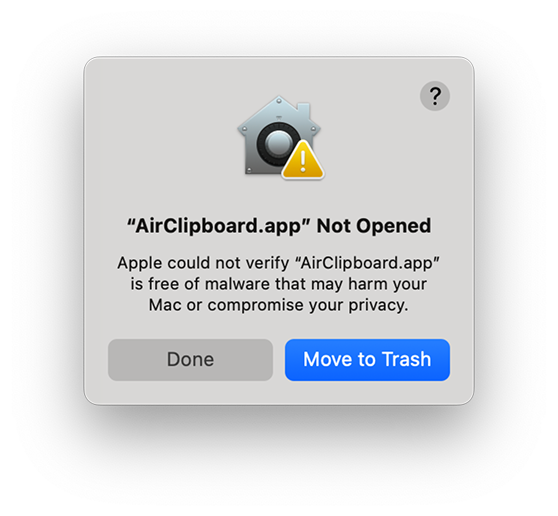 ?
“AirClipboard.app” Not Opened
Apple could not verify “AirClipboard.app”
is free of malware that may harm your
Mac or compromise your privacy.
Done
Move to Trash